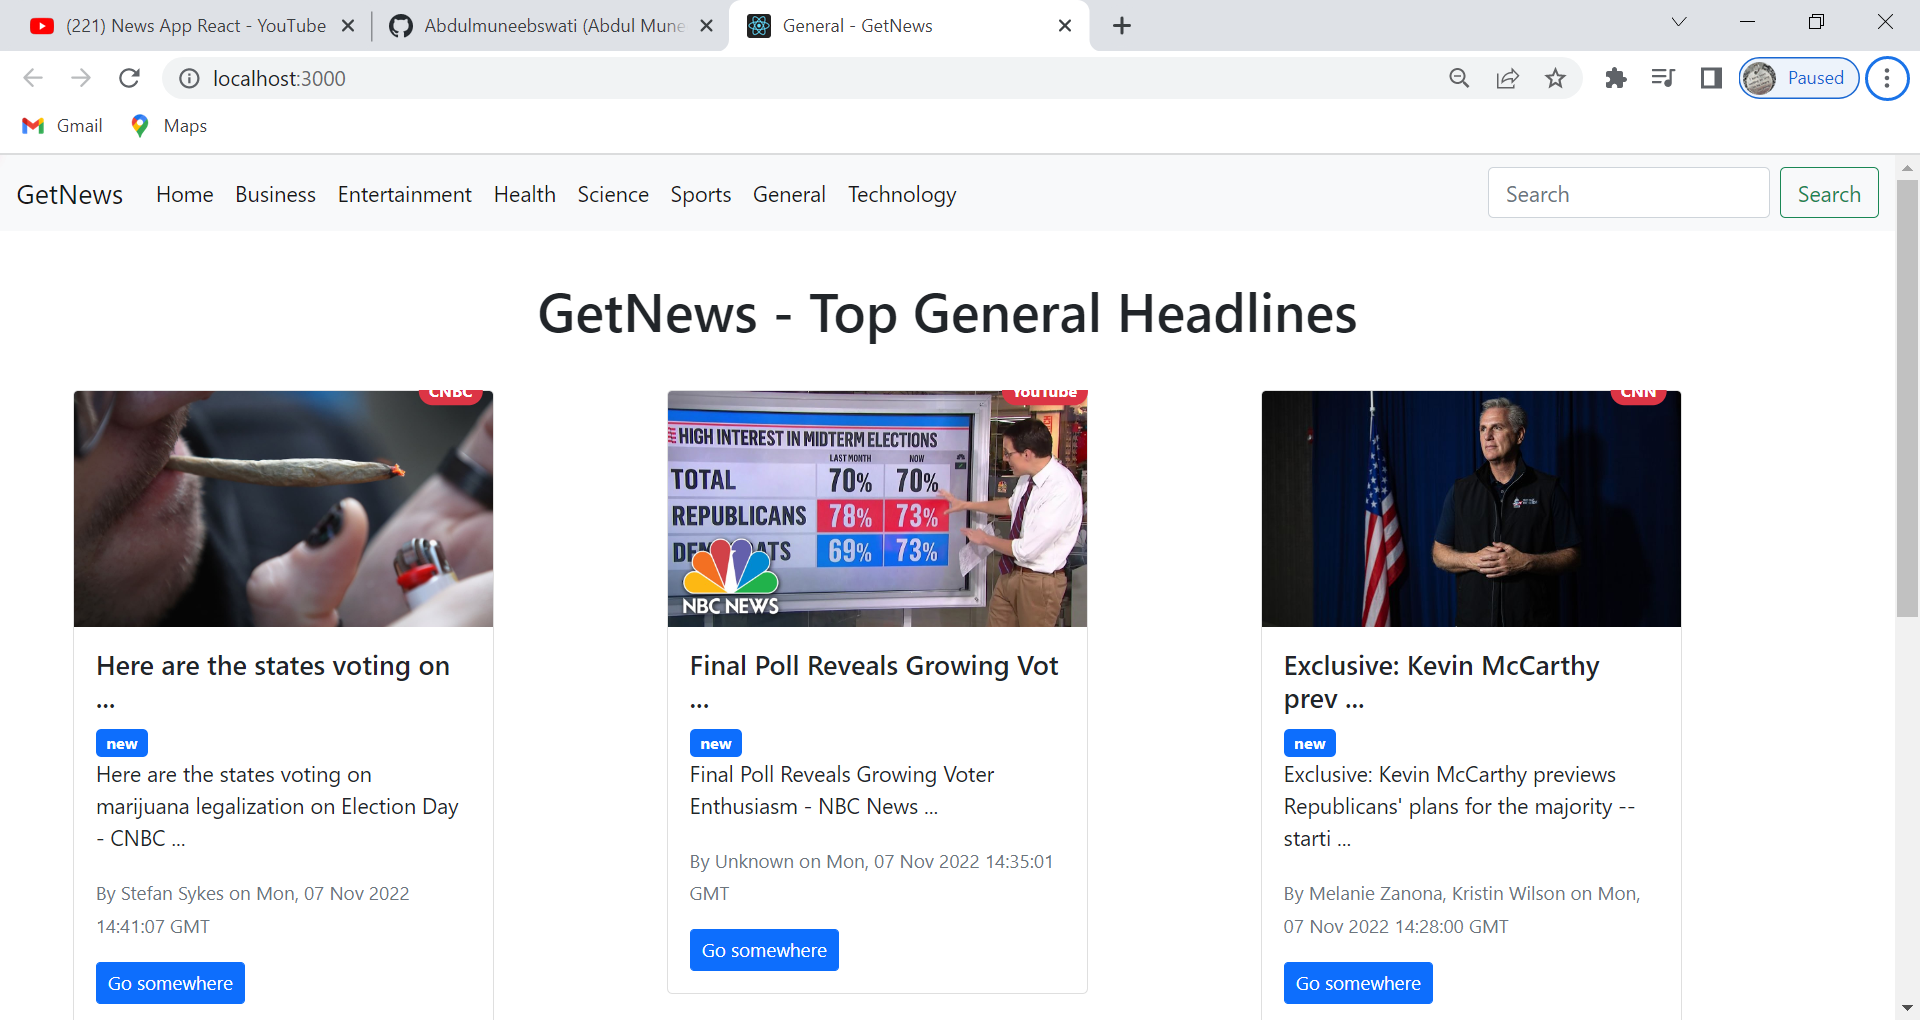 (221) News App React - YouTube
Abdulmuneebswati (Abdul Mune
General - GetNews
localhost:3000
Paused
Gmail
Maps
GetNews Home Business Entertainment Health Science Sports General Technology
Search
Search
GetNews - Top General Headlines
CNBC
Here are the states voting on
...
new
Here are the states voting on
marijuana legalization on Election Day
- CNBC ...
By Stefan Sykes on Mon, 07 Nov 2022
14:41:07 GMT
Go somewhere
YouTube
HIGH INTEREST IN MIDTERM ELECTIONS
LAST MONTH NOW
TOTAL 70% 70%
REPUBLICANS 78% 73%
69% 73%
NBC NEWS
Final Poll Reveals Growing Vot
...
new
Final Poll Reveals Growing Voter
Enthusiasm - NBC News ...
By Unknown on Mon, 07 Nov 2022 14:35:01
GMT
Go somewhere
CNN
Exclusive: Kevin McCarthy
prev ...
new
Exclusive: Kevin McCarthy previews
Republicans' plans for the majority --
starti ...
By Melanie Zanona, Kristin Wilson on Mon,
07 Nov 2022 14:28:00 GMT
Go somewhere